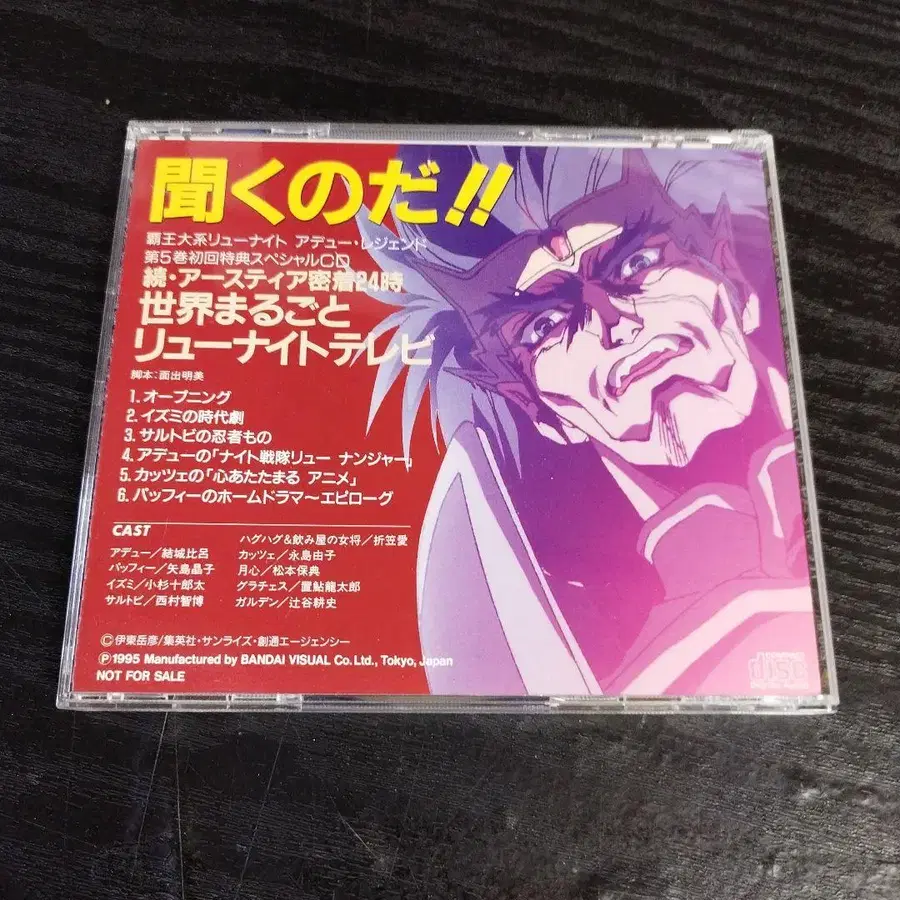 聞くのだ!!
覇王大系リューナイト アデュー・レジェンド
第5巻初回特典スペシャルCD
続・アースティア密着24時
世界まるごと
リューナイトテレビ
脚本:面出明美
1.オープニング
2.イズミの時代劇
3.サルトビの忍者もの
4.アデューの「ナイト戦隊リュー ナンジャー」
5.カッツェの「心あたたまる アニメ」
6.パッフィーのホームドラマ〜エピローグ
CAST
アデュー/結城比呂
パッフィー/矢島晶子
イズミ/小杉十郎太
サルトビ/西村智博
ハグハグ&飲み屋の女将/折笠愛
カッツェ/永島由子
月心/松本保典
グラチェス/置鮎龍太郎
ガルデン/辻谷耕史
©伊東岳彦/集英社・サンライズ・創通エージェンシー
Ⓟ1995 Manufactured by BANDAI VISUAL Co.Ltd., Tokyo, Japan
NOT FOR SALE
disc